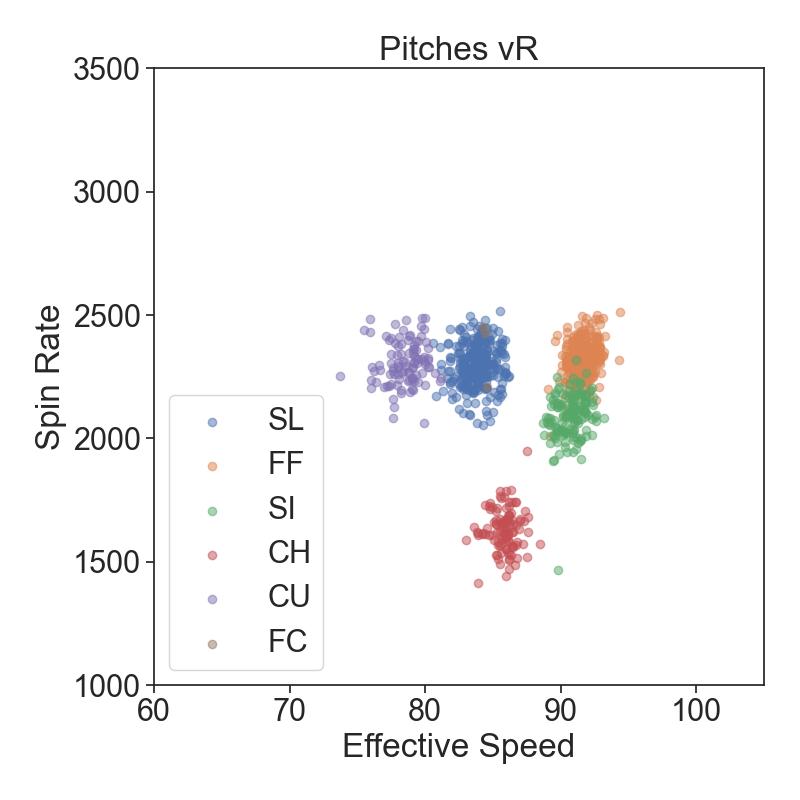 Pitches vR
3500
3000
2500
2000
1500
1000
Spin Rate
SL
FF
SI
CH
CU
FC
60 70 80 90 100
Effective Speed